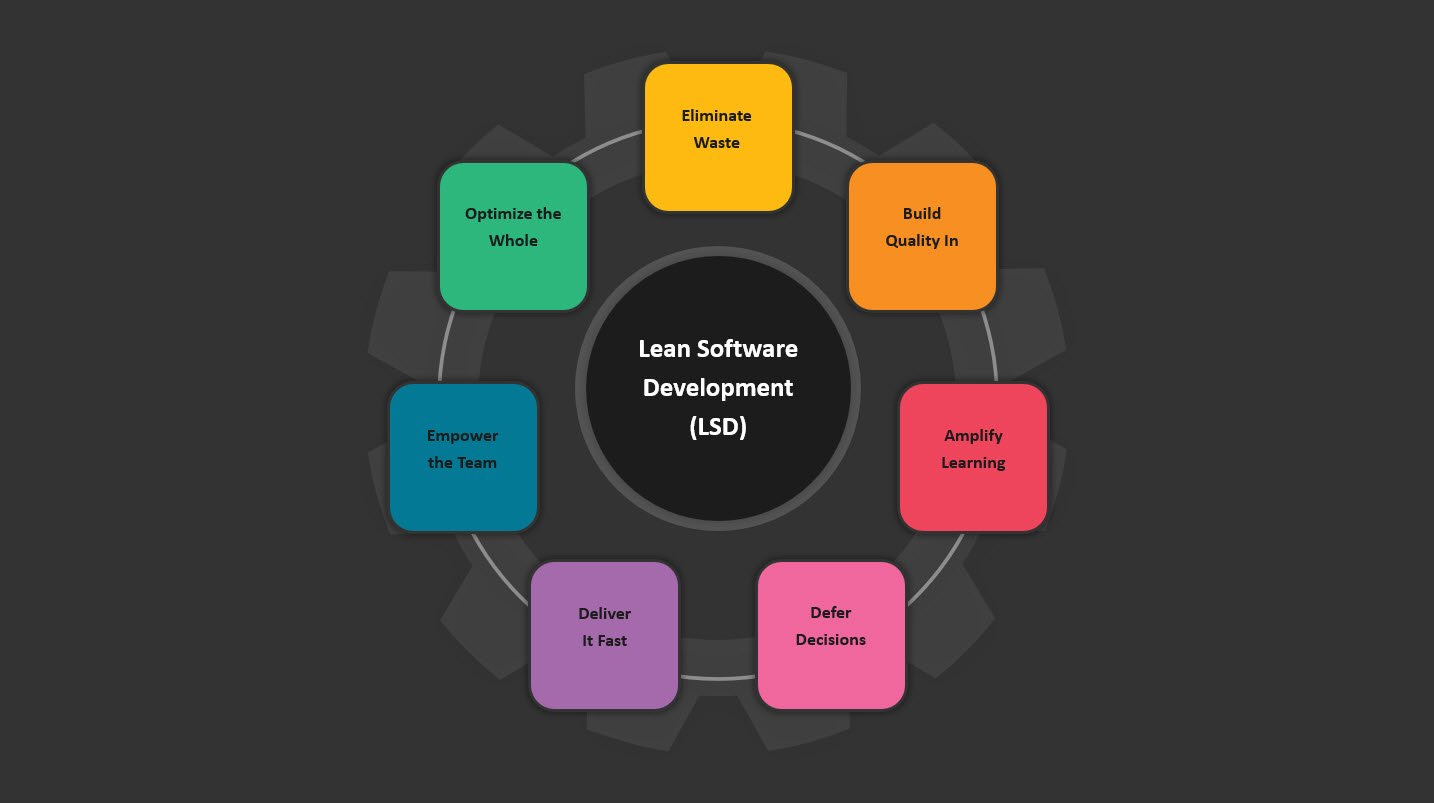 Eliminate
Waste
Build
Quality In
Amplify
Learning
Defer
Decisions
Deliver
It Fast
Empower
the Team
Optimize the
Whole
Lean Software
Development
(LSD)